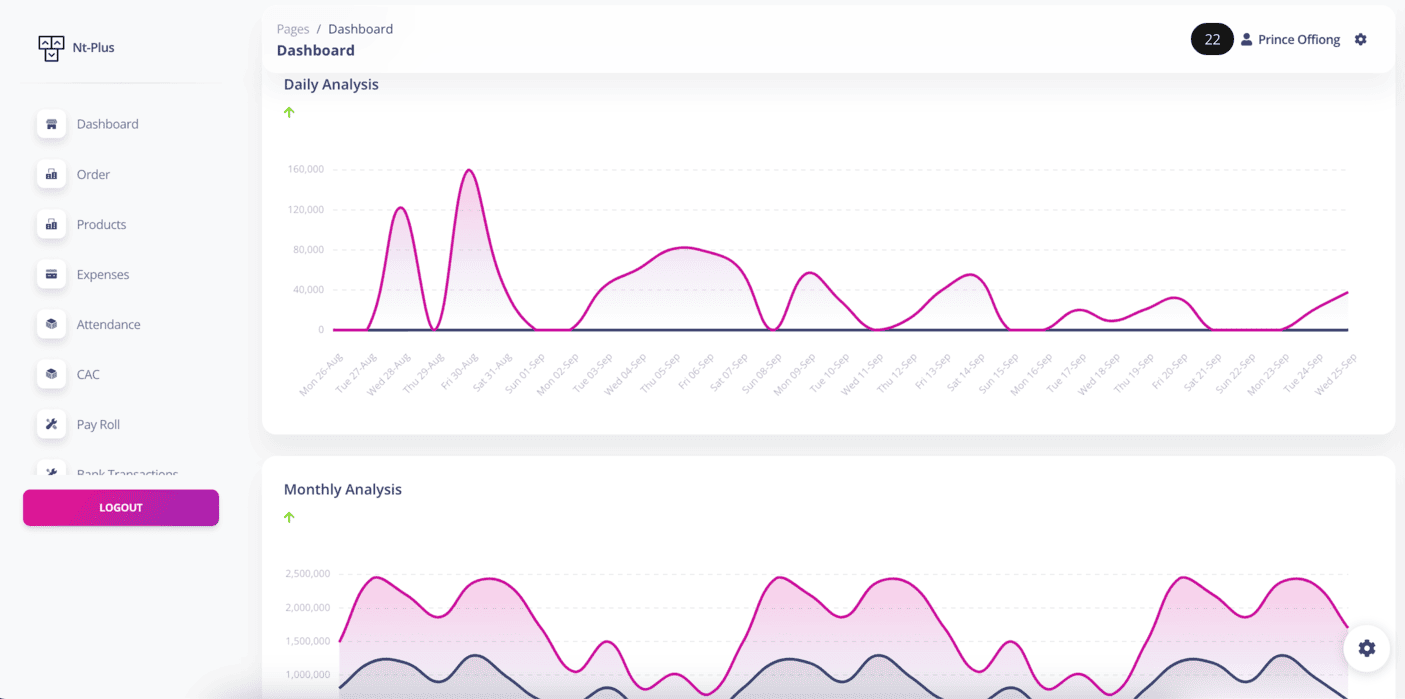 Nt-Plus
Dashboard
Order
Products
Expenses
Attendance
CAC
Pay Roll
Bank Transactions
LOGOUT
Pages / Dashboard
Dashboard
22 Prince Offiong
Daily Analysis
160,000
120,000
80,000
40,000
0
Mon 26-Aug
Tue 27-Aug
Wed 28-Aug
Thu 29-Aug
Fri 30-Aug
Sat 31-Aug
Sun 01-Sep
Mon 02-Sep
Tue 03-Sep
Wed 04-Sep
Thu 05-Sep
Fri 06-Sep
Sat 07-Sep
Sun 08-Sep
Mon 09-Sep
Tue 10-Sep
Wed 11-Sep
Thu 12-Sep
Fri 13-Sep
Sat 14-Sep
Sun 15-Sep
Mon 16-Sep
Tue 17-Sep
Wed 18-Sep
Thu 19-Sep
Fri 20-Sep
Sat 21-Sep
Sun 22-Sep
Mon 23-Sep
Tue 24-Sep
Wed 25-Sep
Monthly Analysis
2,500,000
2,000,000
1,500,000
1,000,000